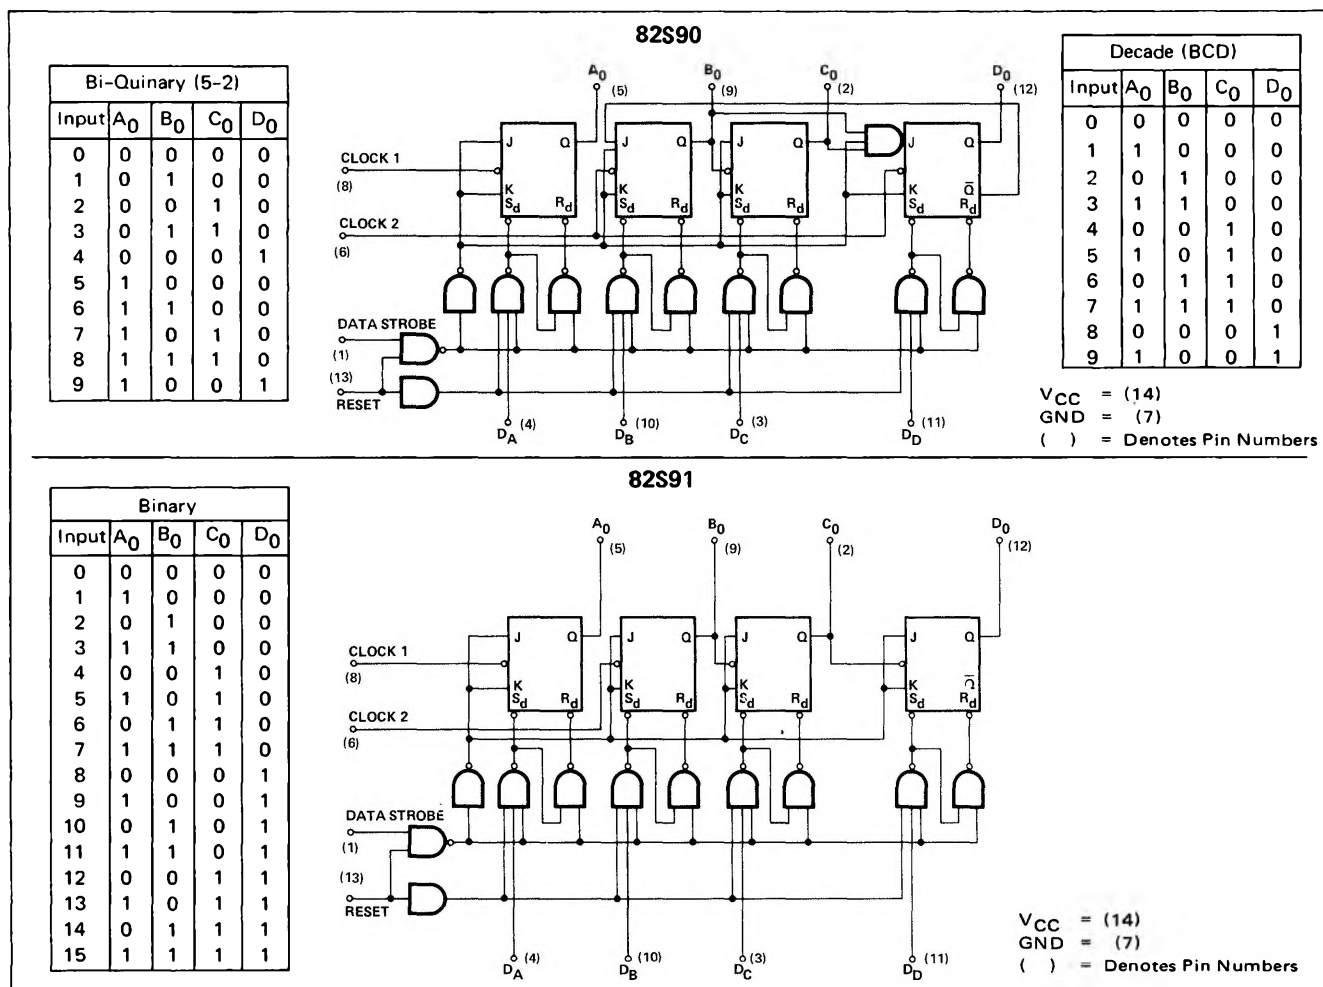 82S90
Bi-Quinary (5-2)
Input A0 B0 C0 D0
0 0 0 0 0
1 0 1 0 0
2 0 0 1 0
3 0 1 1 0
4 0 0 0 1
5 1 0 0 0
6 1 1 0 0
7 1 0 1 0
8 1 1 1 0
9 1 0 0 1
A0 B0 C0 D0
(5) (9) (2) (12)
J Q J Q J Q Q
CLOCK 1
(8)
K K K K Q̅
Sd Rd Sd Rd Sd Rd Sd Rd
CLOCK 2
(6)
DATA STROBE
(1)
(13)
RESET
DA (4) DB (10) DC (3) DD (11)
Decade (BCD)
Input A0 B0 C0 D0
0 0 0 0 0
1 1 0 0 0
2 0 1 0 0
3 1 1 0 0
4 0 0 1 0
5 1 0 1 0
6 0 1 1 0
7 1 1 1 0
8 0 0 0 1
9 1 0 0 1
VCC = (14)
GND = (7)
( ) = Denotes Pin Numbers
82S91
Binary
Input A0 B0 C0 D0
0 0 0 0 0
1 1 0 0 0
2 0 1 0 0
3 1 1 0 0
4 0 0 1 0
5 1 0 1 0
6 0 1 1 0
7 1 1 1 0
8 0 0 0 1
9 1 0 0 1
10 0 1 0 1
11 1 1 0 1
12 0 0 1 1
13 1 0 1 1
14 0 1 1 1
15 1 1 1 1
A0 B0 C0 D0
(5) (9) (2) (12)
J Q J Q J Q J Q
CLOCK 1
(8)
K K K K Q̅
Sd Rd Sd Rd Sd Rd Sd Rd
CLOCK 2
(6)
DATA STROBE
(1)
(13)
RESET
DA (4) DB (10) DC (3) DD (11)
VCC = (14)
GND = (7)
( ) = Denotes Pin Numbers